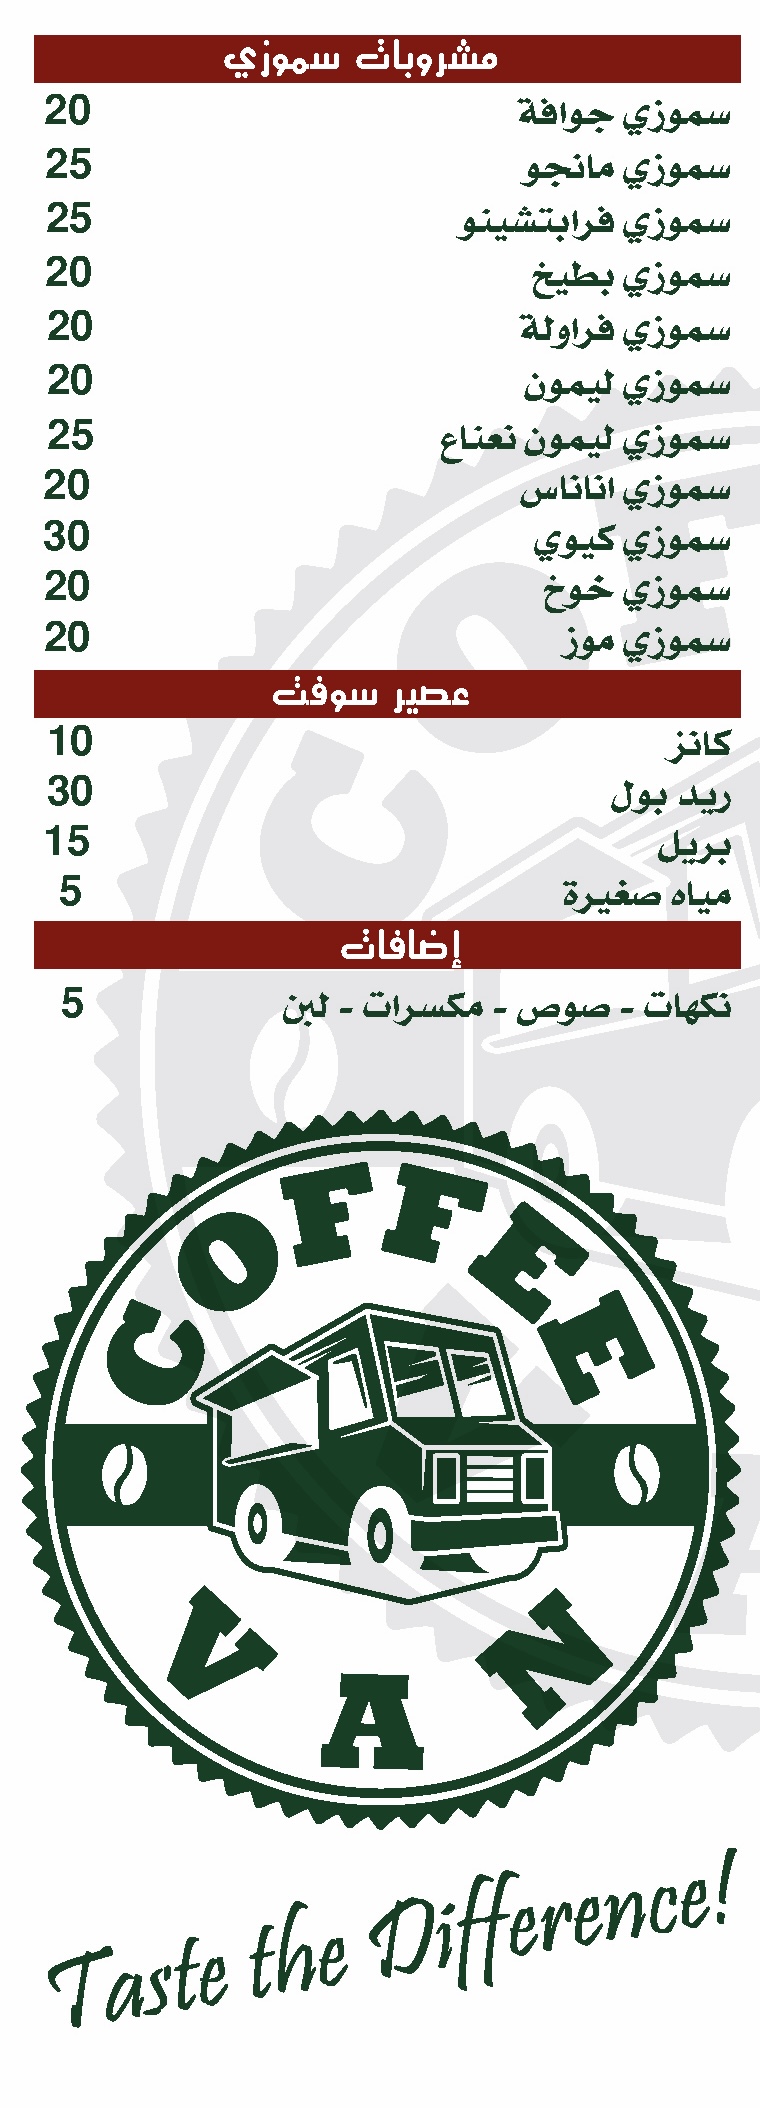 مشروبات سموزي
سموزي جوافة 20
سموزي مانجو 25
سموزي فرابتشينو 25
سموزي بطيخ 20
سموزي فراولة 20
سموزي ليمون 20
سموزي ليمون نعناع 25
سموزي اناناس 20
سموزي كيوي 30
سموزي خوخ 20
سموزي موز 20
عصير سوفت
كانز 10
ريد بول 30
بريل 15
مياه صغيرة 5
إضافات
نكهات - صوص - مكسرات - لبن 5
COFFEE
VAN
Taste the Difference!